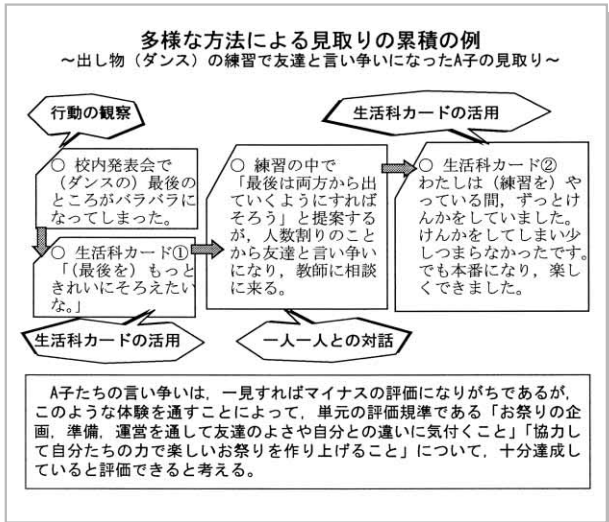 多様な方法による見取りの累積の例
～出し物（ダンス）の練習で友達と言い争いになったA子の見取り～
行動の観察
○ 校内発表会で
（ダンスの）最後の
ところがバラバラに
なってしまった。
○ 生活科カード①
「（最後を）もっと
きれいにそろえたい
な。」
生活科カードの活用
○ 練習の中で
「最後は両方から出
ていくようにすれば
そろう」と提案する
が，人数割りのこと
から友達と言い争い
になり，教師に相談
に来る。
一人一人との対話
生活科カードの活用
○ 生活科カード②
わたしは（練習を）や
っている間，ずっとけ
んかをしていました。
けんかをしてしまい少
しつまらなかったです。
でも本番になり，楽し
くできました。
A子たちの言い争いは，一見すればマイナスの評価になりがちであるが，
このような体験を通すことによって，単元の評価規準である「お祭りの企
画，準備，運営を通して友達のよさや自分との違いに気付くこと」「協力し
て自分たちの力で楽しいお祭りを作り上げること」について，十分達成し
ていると評価できると考える。